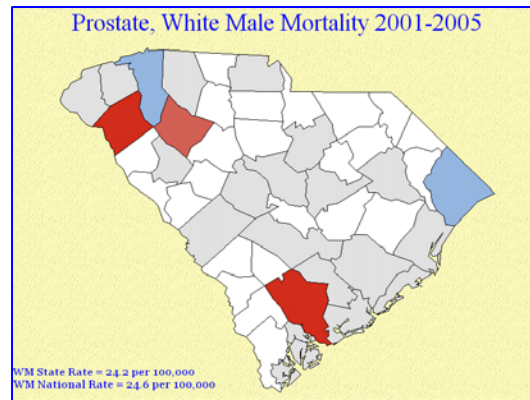 Prostate, White Male Mortality 2001-2005
WM State Rate = 24.2 per 100,000
WM National Rate = 24.6 per 100,000